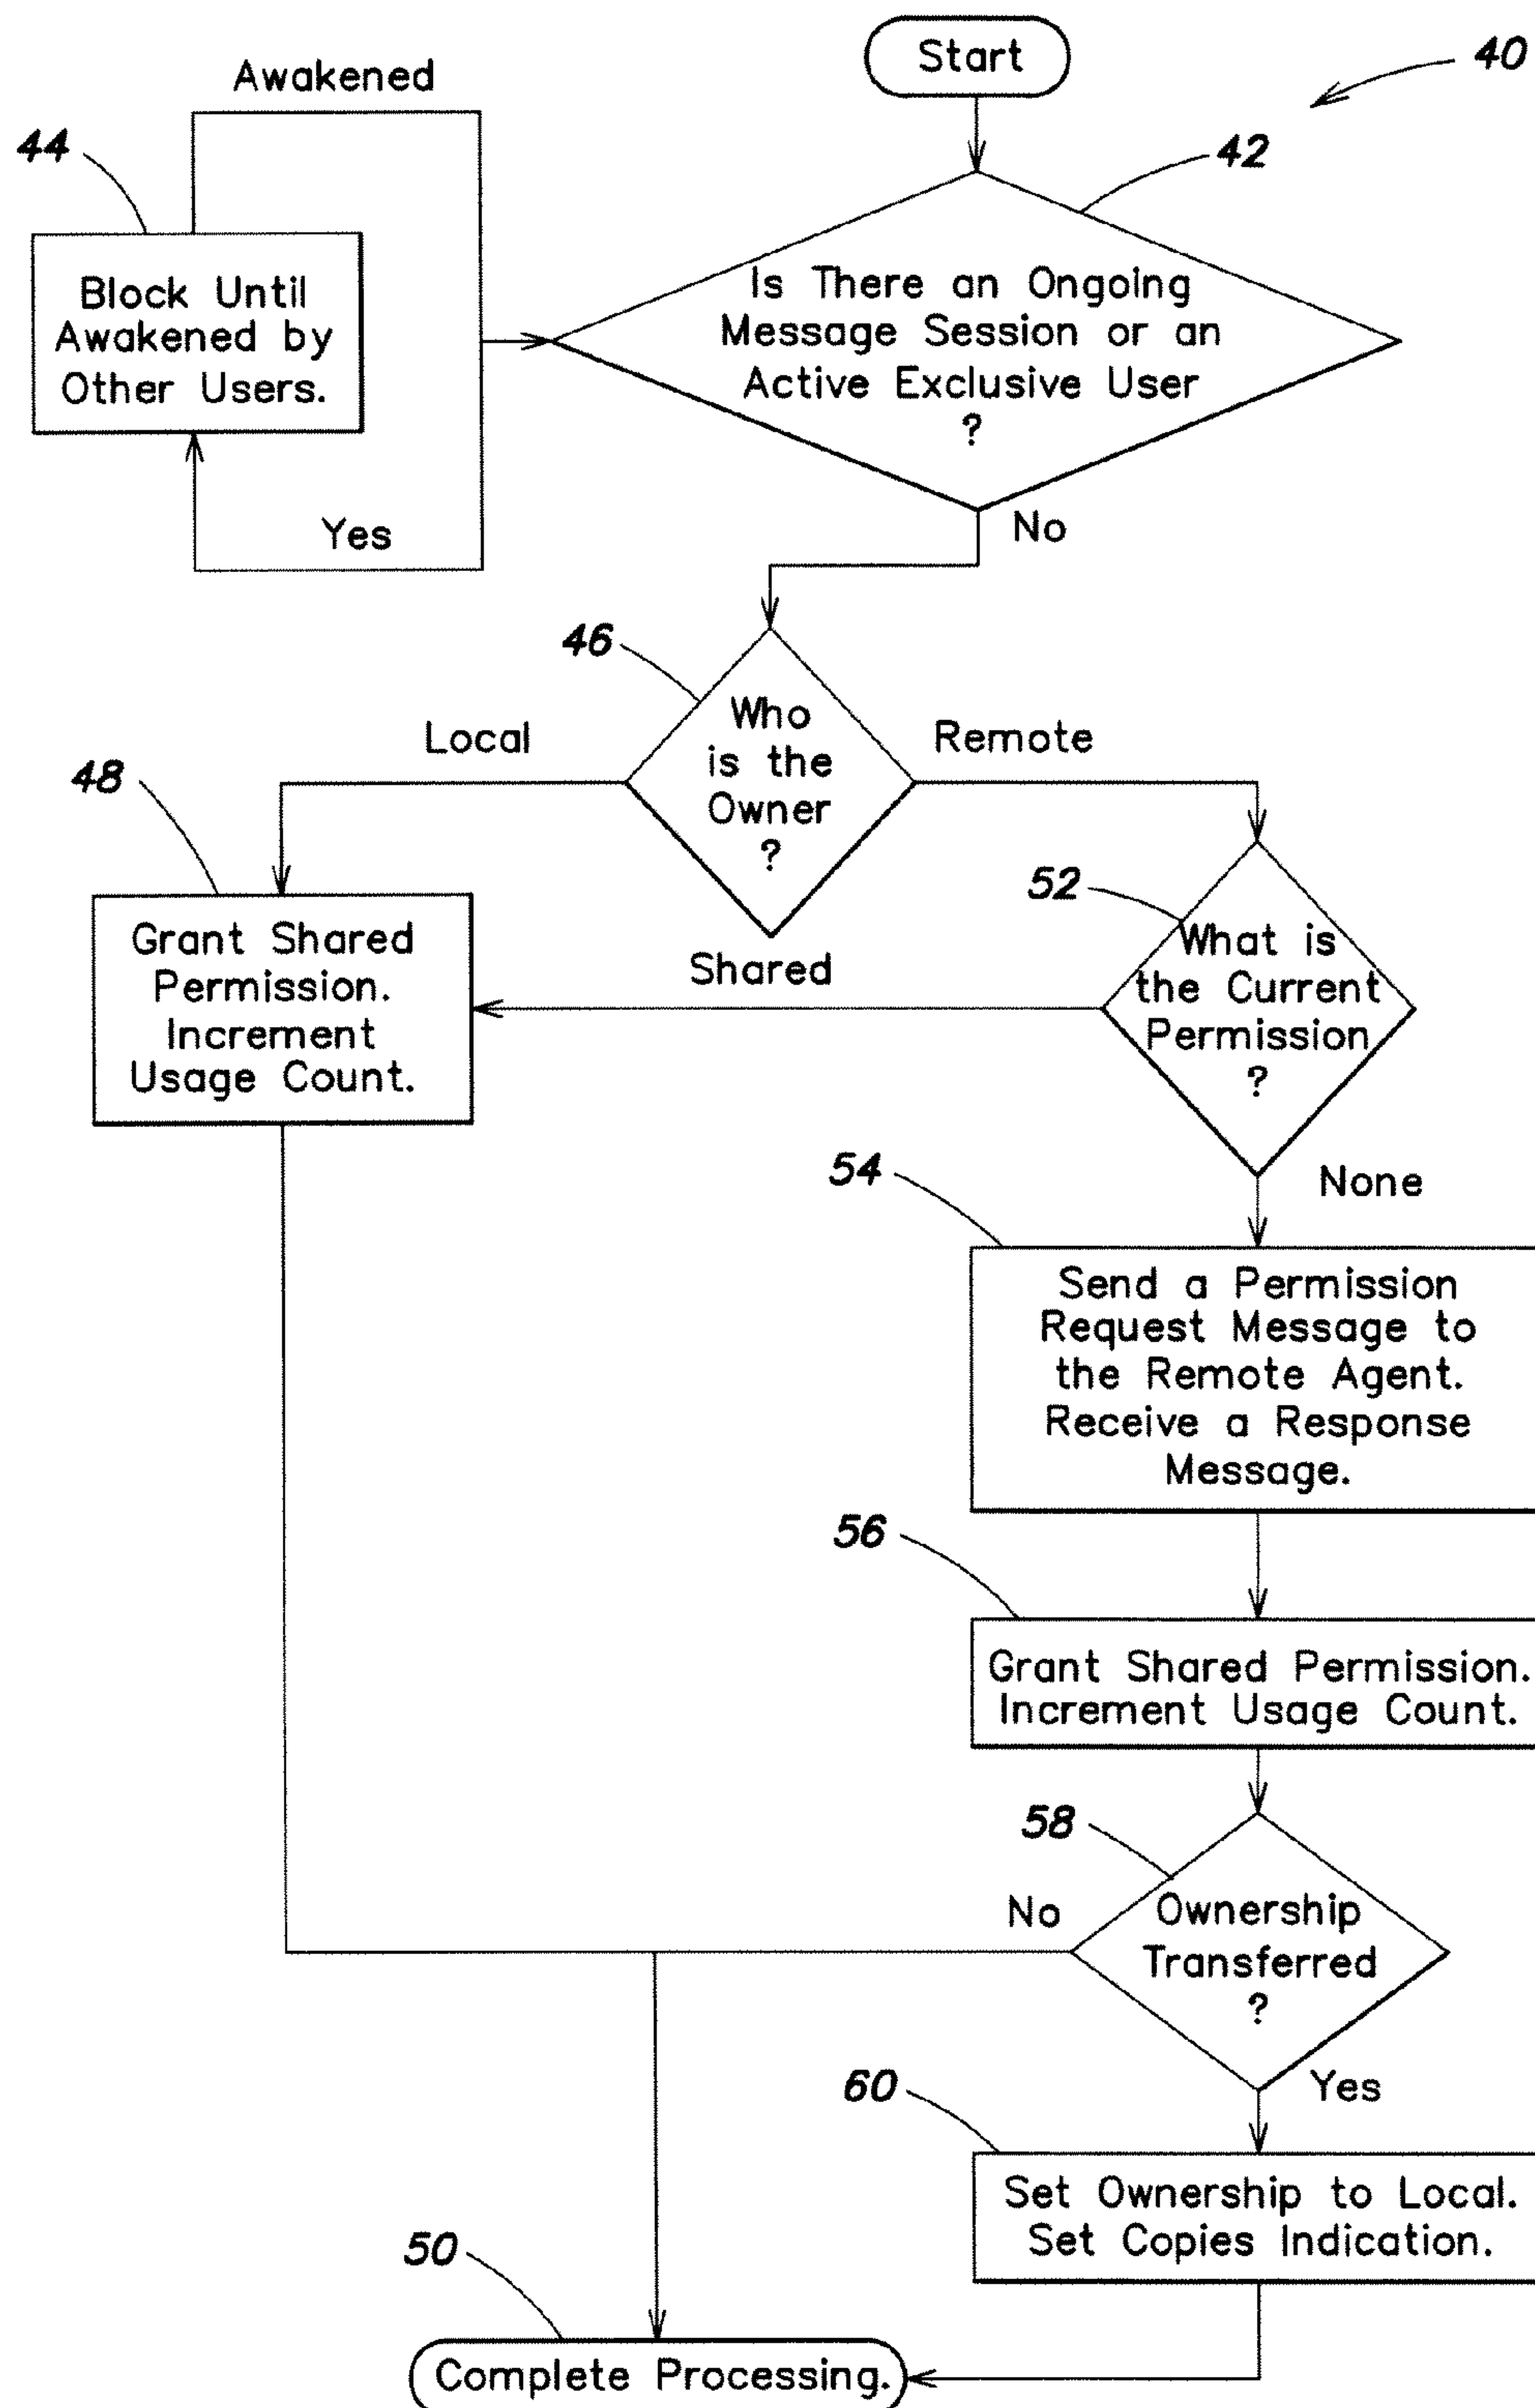 Start
40
Awakened
44
42
Block Until
Awakened by
Other Users.
Is There an Ongoing
Message Session or an
Active Exclusive User
?
Yes
No
46
Who
is the
Owner
?
Local
Remote
48
52
Grant Shared
Permission.
Increment
Usage Count.
Shared
What is
the Current
Permission
?
None
54
Send a Permission
Request Message to
the Remote Agent.
Receive a Response
Message.
56
Grant Shared Permission.
Increment Usage Count.
58
No
Ownership
Transferred
?
Yes
60
Set Ownership to Local.
Set Copies Indication.
50
Complete Processing.